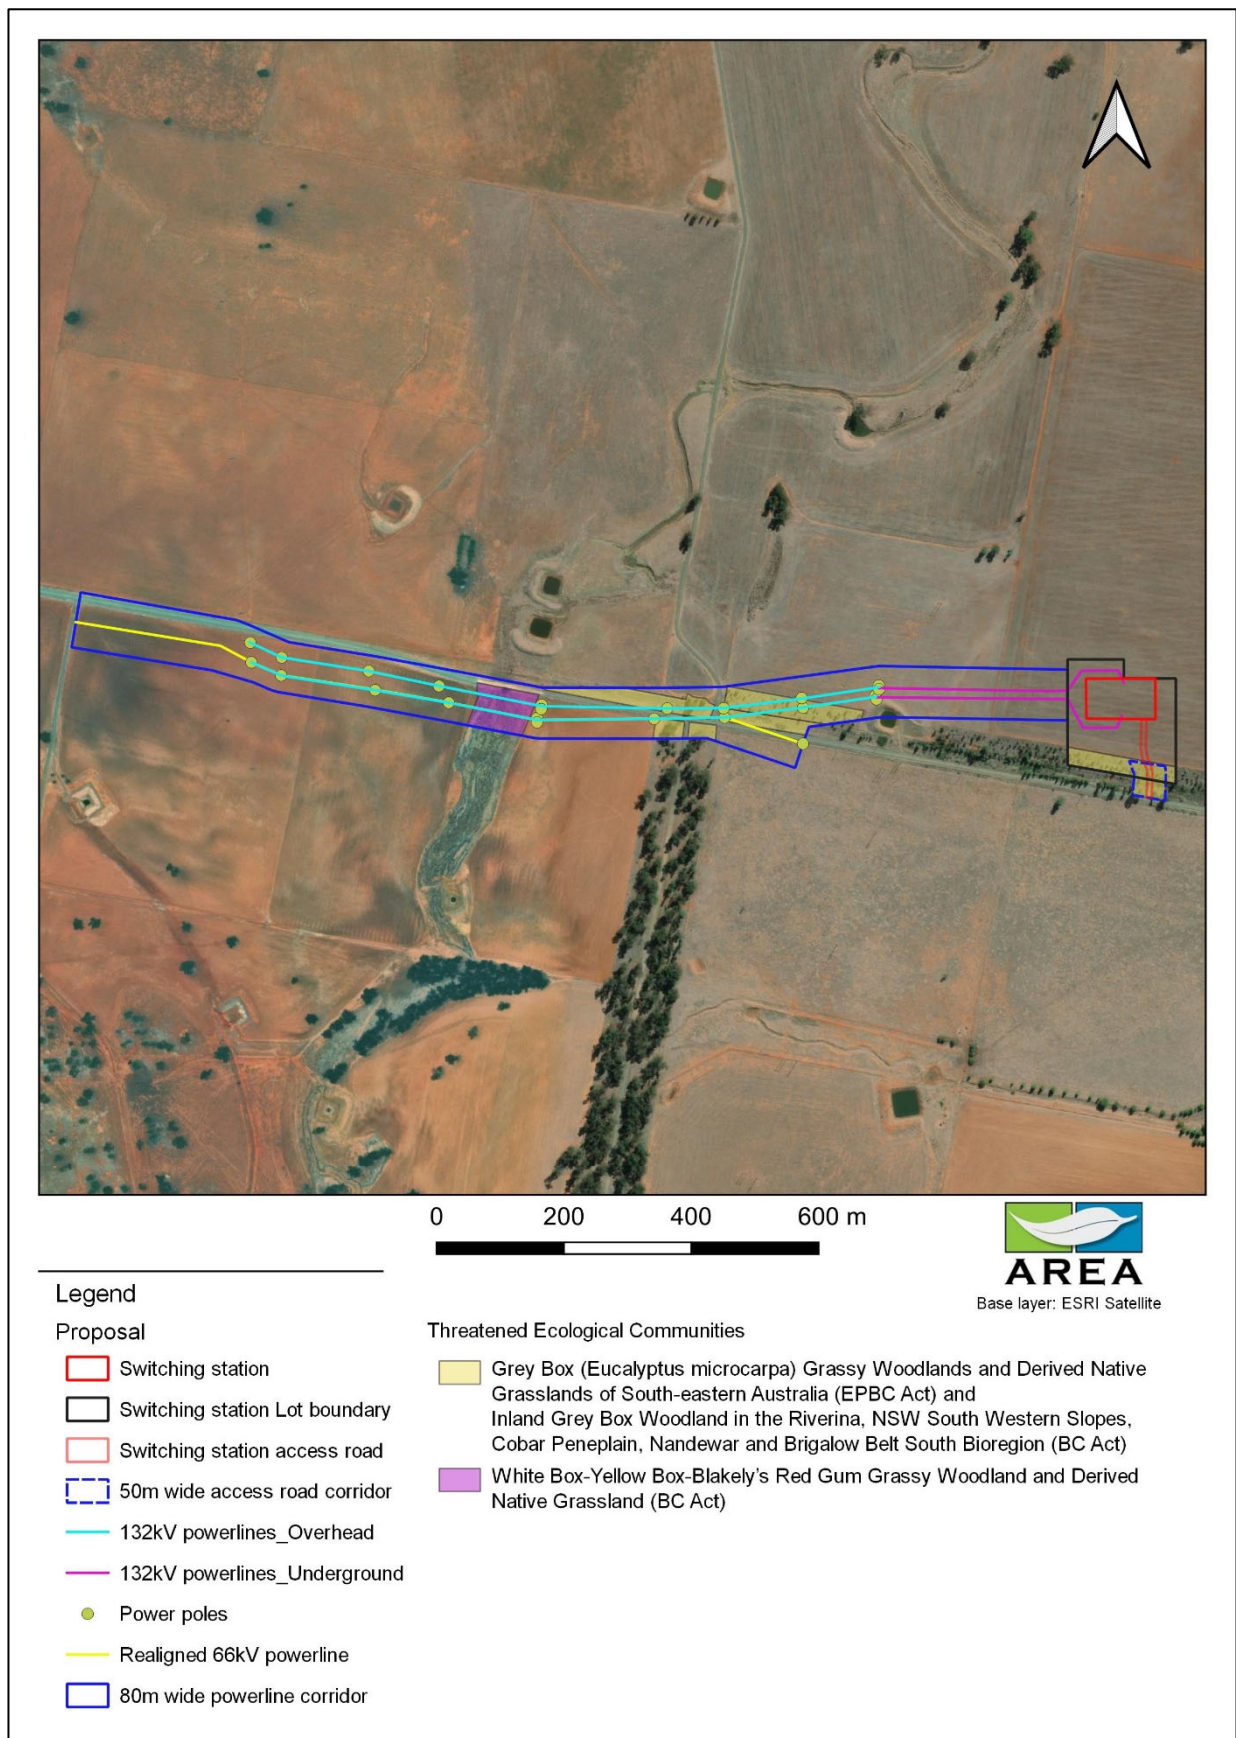 0 200 400 600 m
AREA
Base layer: ESRI Satellite
Legend
Proposal
Switching station
Switching station Lot boundary
Switching station access road
50m wide access road corridor
132kV powerlines_Overhead
132kV powerlines_Underground
Power poles
Realigned 66kV powerline
80m wide powerline corridor
Threatened Ecological Communities
Grey Box (Eucalyptus microcarpa) Grassy Woodlands and Derived Native
Grasslands of South-eastern Australia (EPBC Act) and
Inland Grey Box Woodland in the Riverina, NSW South Western Slopes,
Cobar Peneplain, Nandewar and Brigalow Belt South Bioregion (BC Act)
White Box-Yellow Box-Blakely's Red Gum Grassy Woodland and Derived
Native Grassland (BC Act)